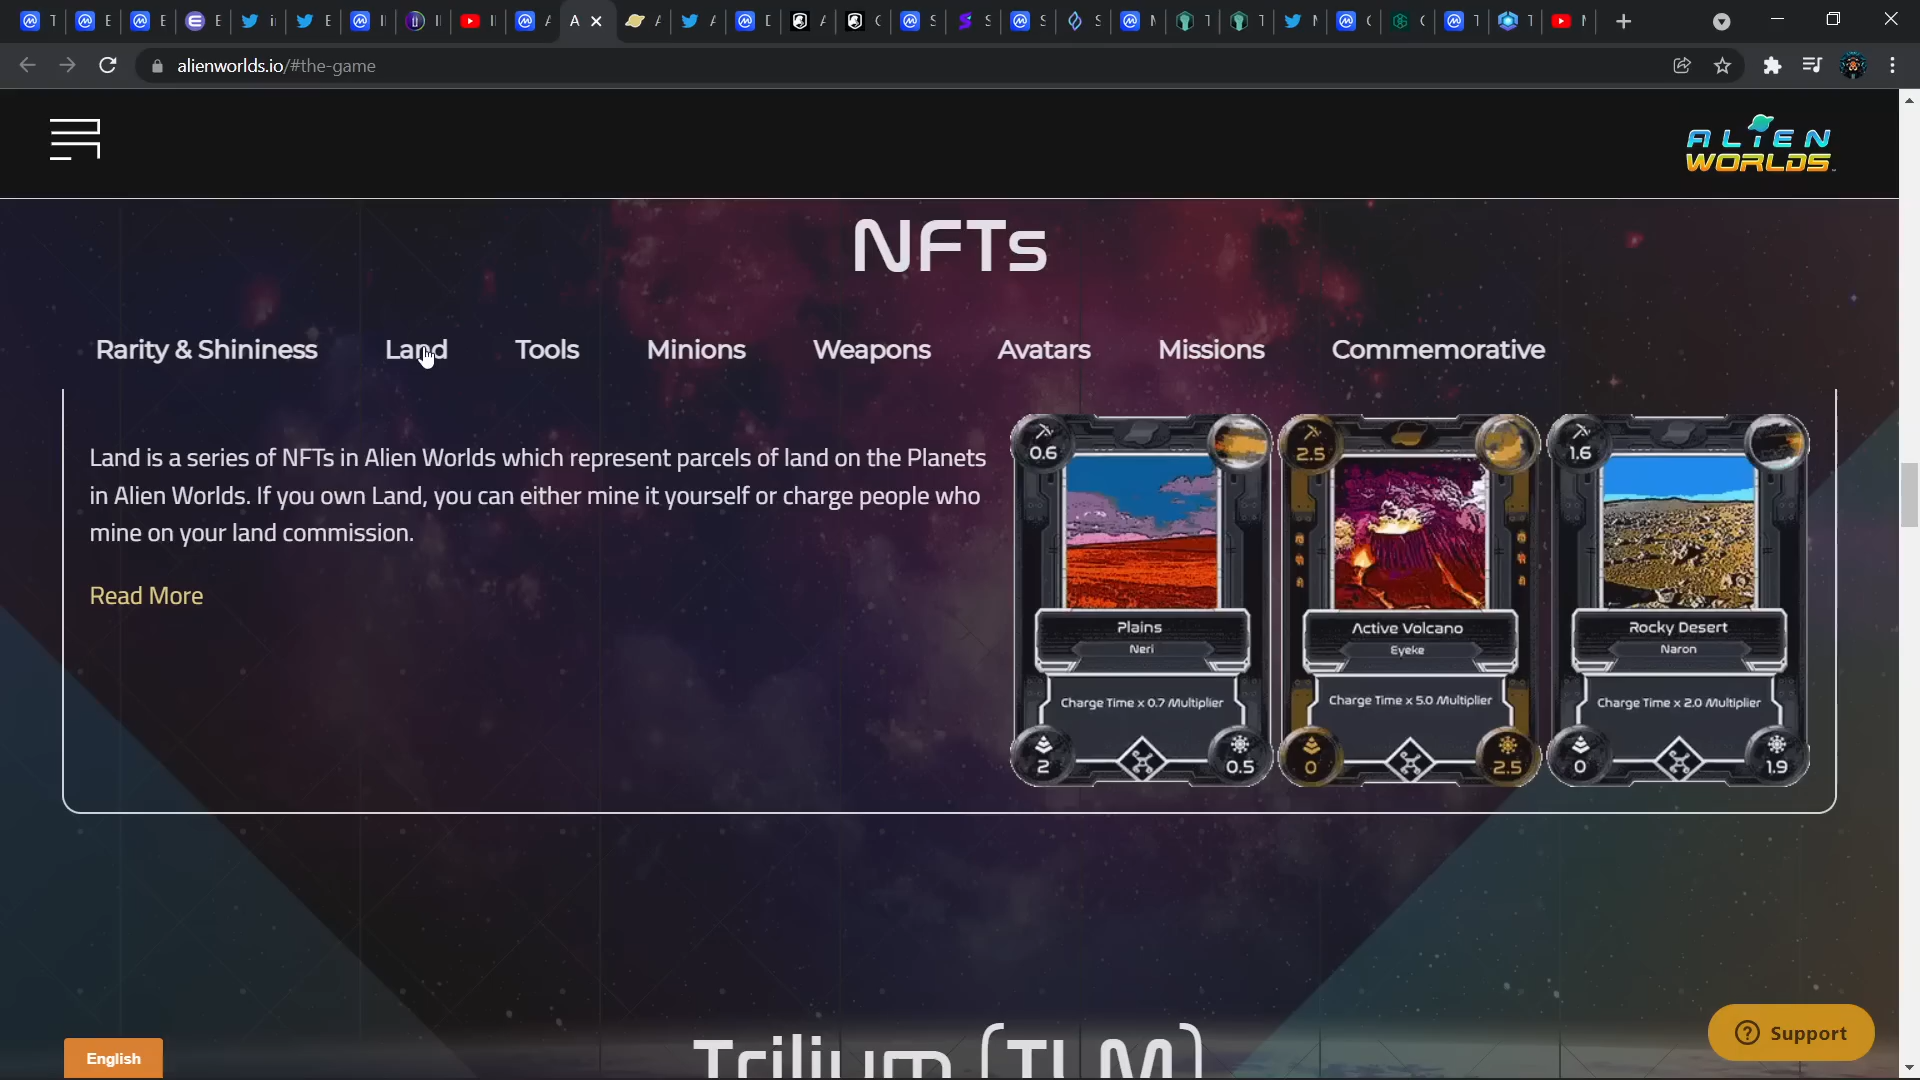 alienworlds.io/#the-game
ALIEN
WORLDS
NFTs
Rarity & Shininess Land Tools Minions Weapons Avatars Missions Commemorative
Land is a series of NFTs in Alien Worlds which represent parcels of land on the Planets
in Alien Worlds. If you own Land, you can either mine it yourself or charge people who
mine on your land commission.
Read More
0.6
Plains
Neri
Charge Time x 0.7 Multiplier
2 0.5
2.5
Active Volcano
Eyeke
Charge Time x 5.0 Multiplier
0 2.5
1.6
Rocky Desert
Naron
Charge Time x 2.0 Multiplier
0 1.9
Trilium (TLM)
English
Support